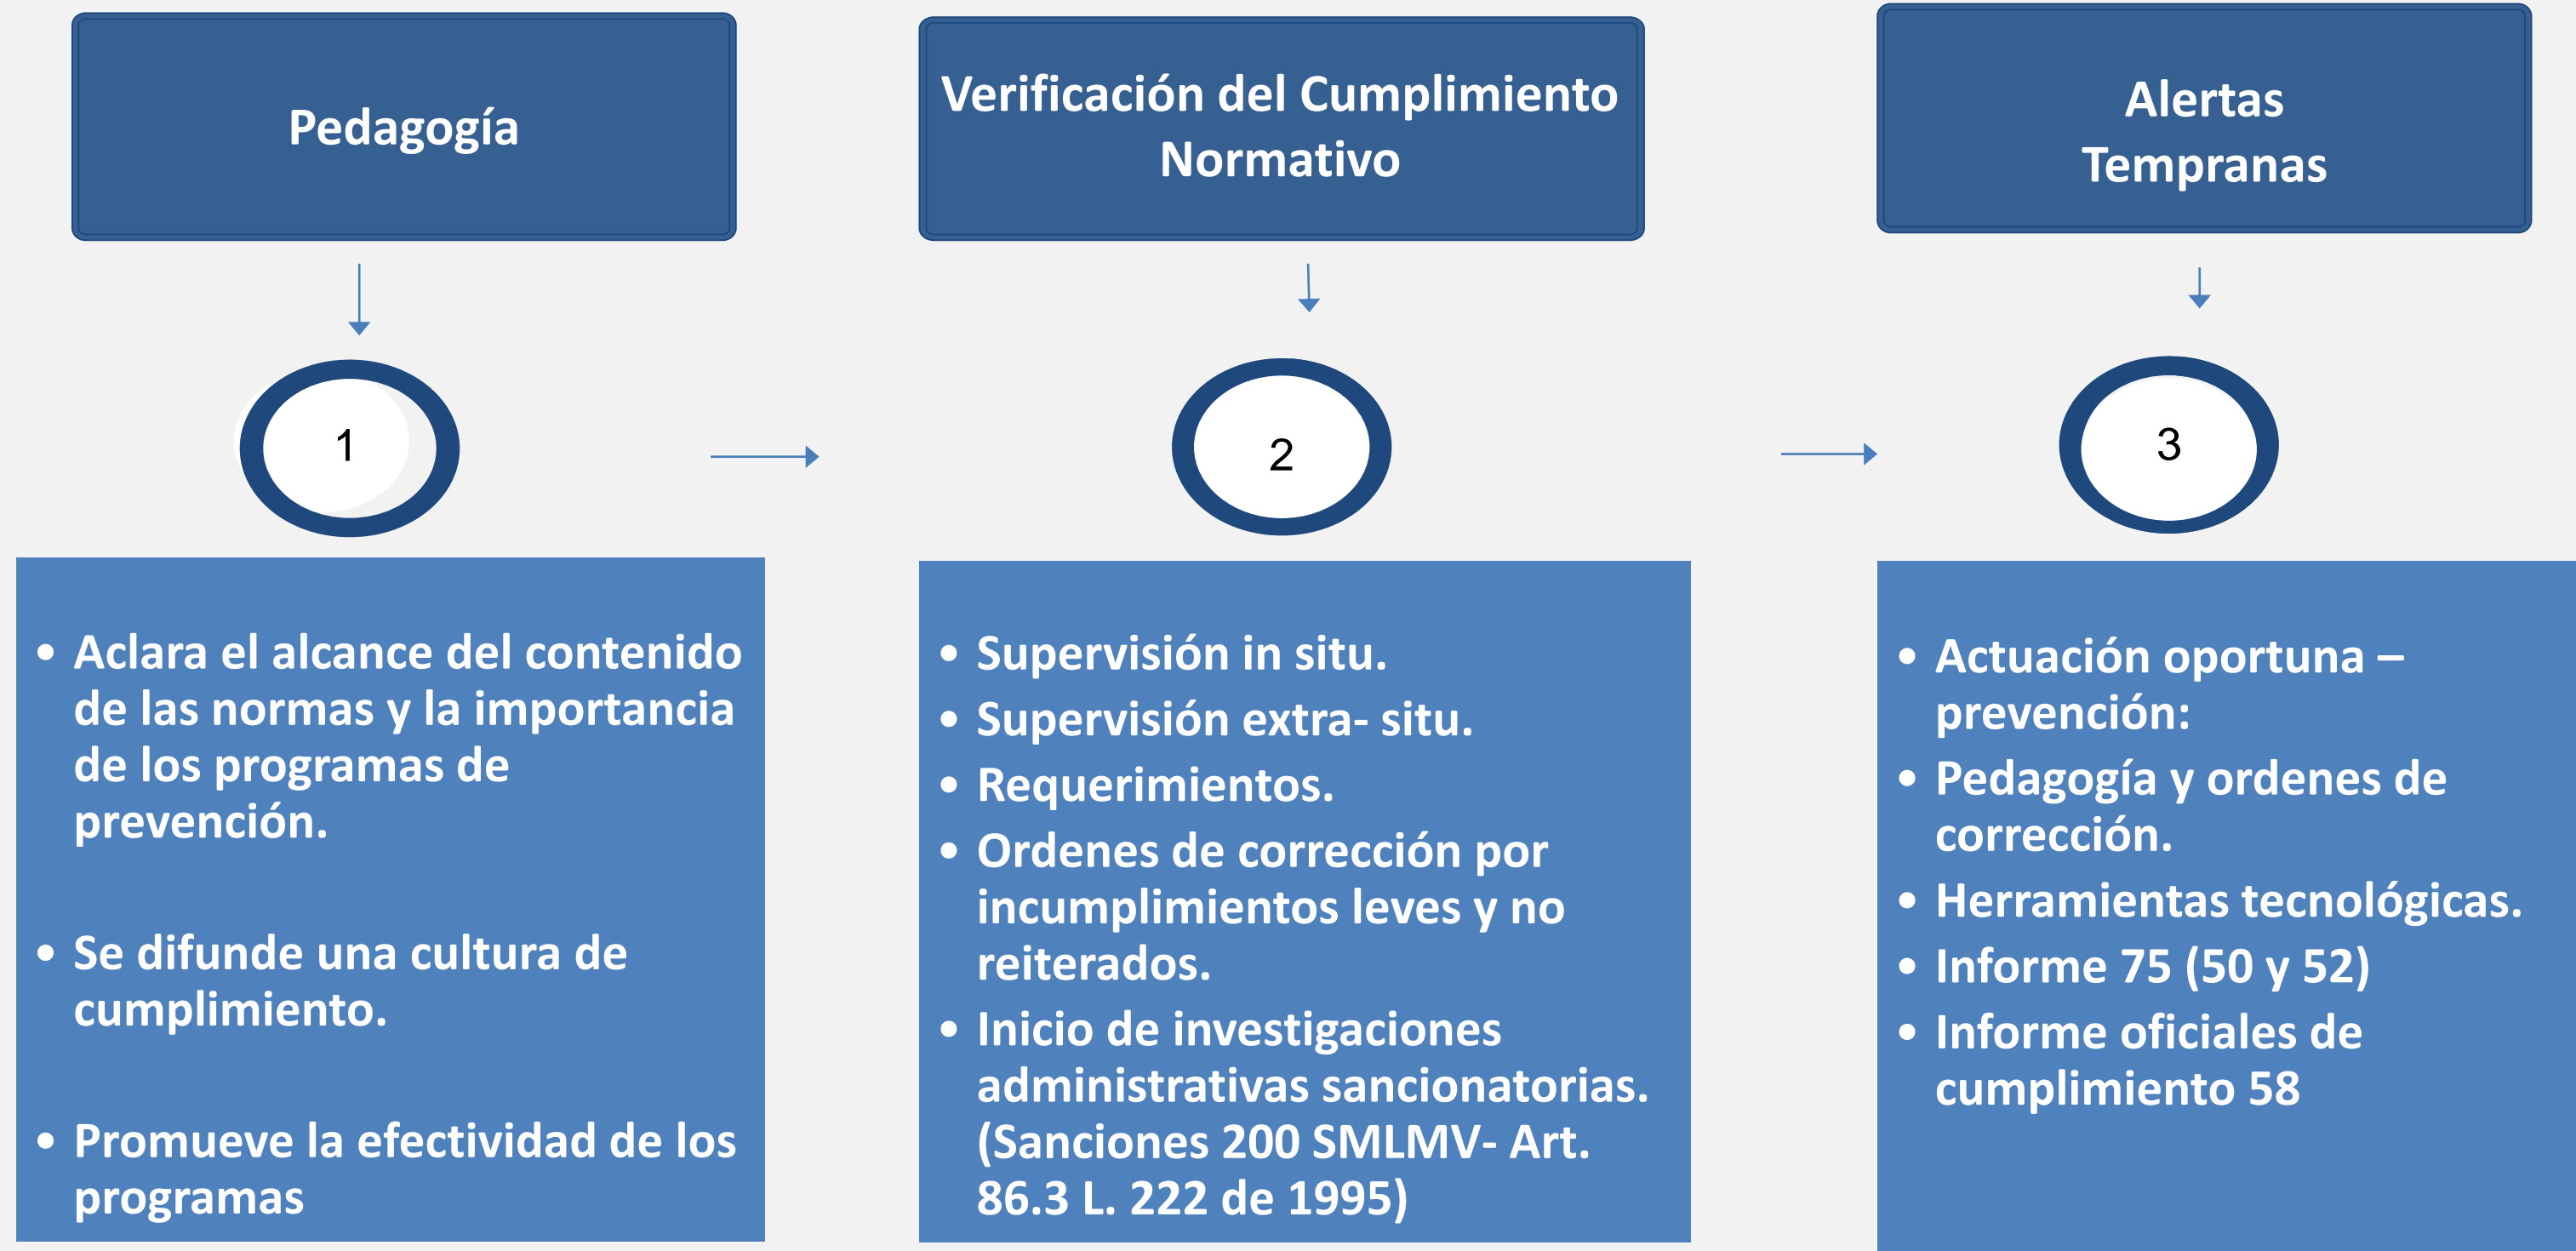 Pedagogía
1
• Aclara el alcance del contenido
de las normas y la importancia
de los programas de
prevención.
• Se difunde una cultura de
cumplimiento.
• Promueve la efectividad de los
programas
Verificación del Cumplimiento
Normativo
2
• Supervisión in situ.
• Supervisión extra- situ.
• Requerimientos.
• Ordenes de corrección por
incumplimientos leves y no
reiterados.
• Inicio de investigaciones
administrativas sancionatorias.
(Sanciones 200 SMLMV- Art.
86.3 L. 222 de 1995)
Alertas
Tempranas
3
• Actuación oportuna –
prevención:
• Pedagogía y ordenes de
corrección.
• Herramientas tecnológicas.
• Informe 75 (50 y 52)
• Informe oficiales de
cumplimiento 58